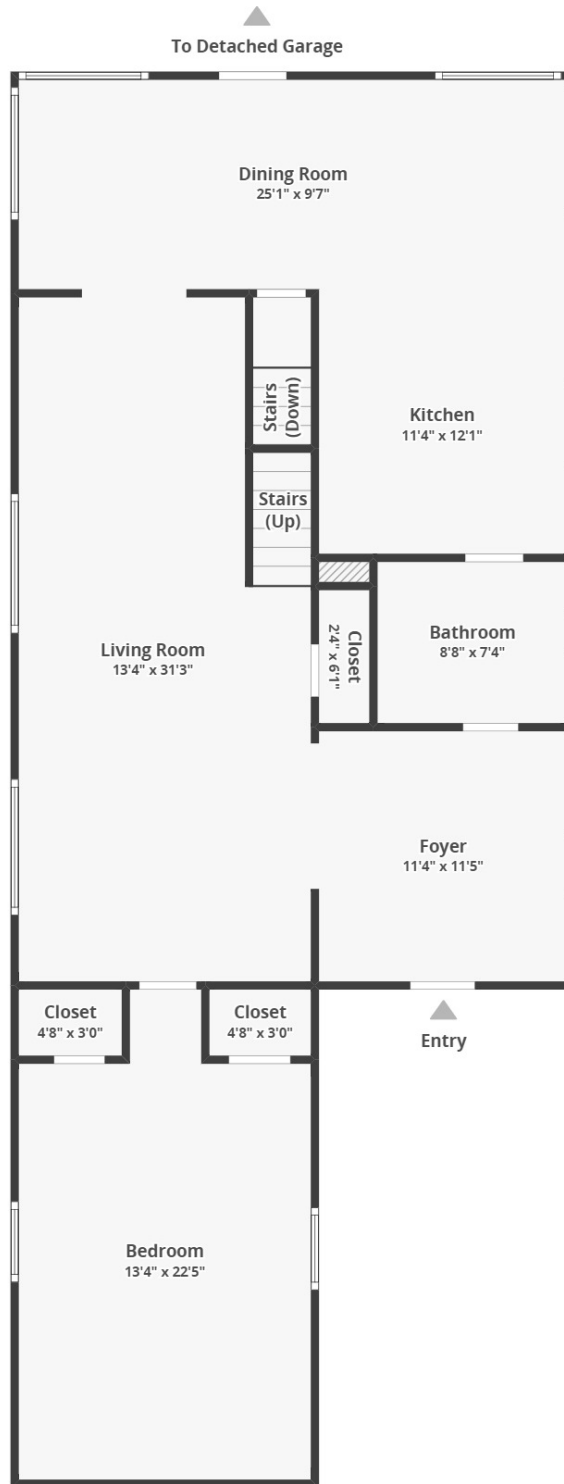 To Detached Garage
Dining Room
25'1" x 9'7"
Stairs
(Down)
Kitchen
11'4" x 12'1"
Stairs
(Up)
Living Room
13'4" x 31'3"
Closet
2'4" x 6'1"
Bathroom
8'8" x 7'4"
Foyer
11'4" x 11'5"
Closet
4'8" x 3'0"
Closet
4'8" x 3'0"
Entry
Bedroom
13'4" x 22'5"